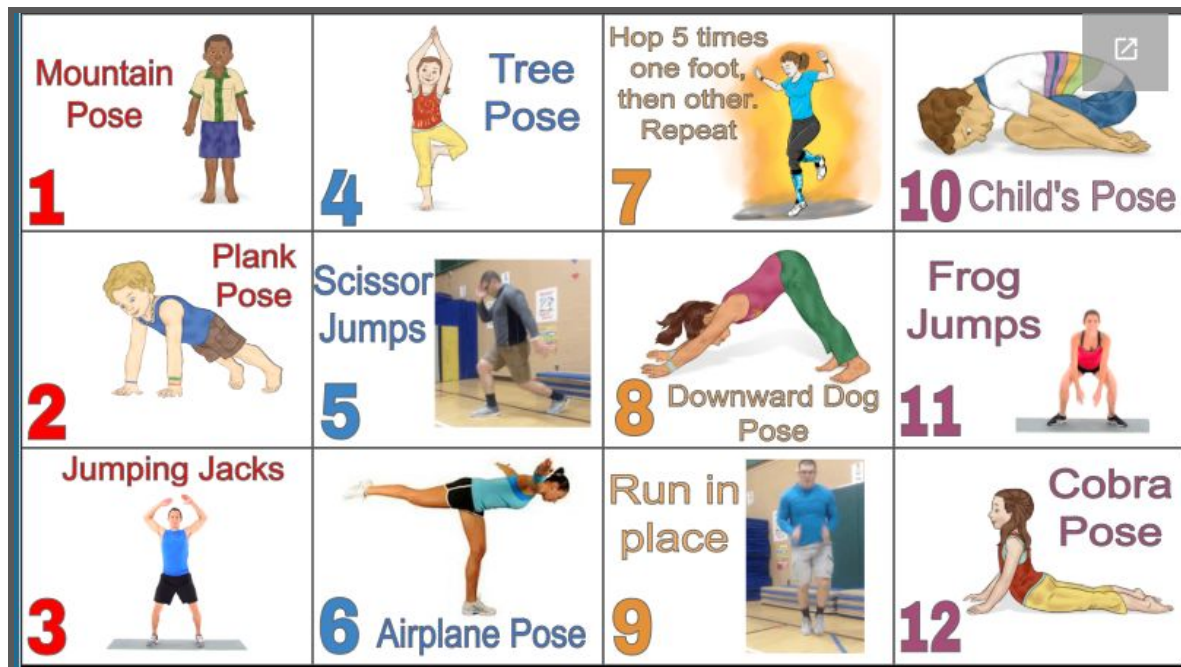 Mountain
Pose
1
Tree
Pose
4
Hop 5 times
one foot,
then other.
Repeat
7
10 Child's Pose
Plank
Pose
2
Scissor
Jumps
5
8 Downward Dog
Pose
Frog
Jumps
11
Jumping Jacks
3
6 Airplane Pose
Run in
place
9
Cobra
Pose
12